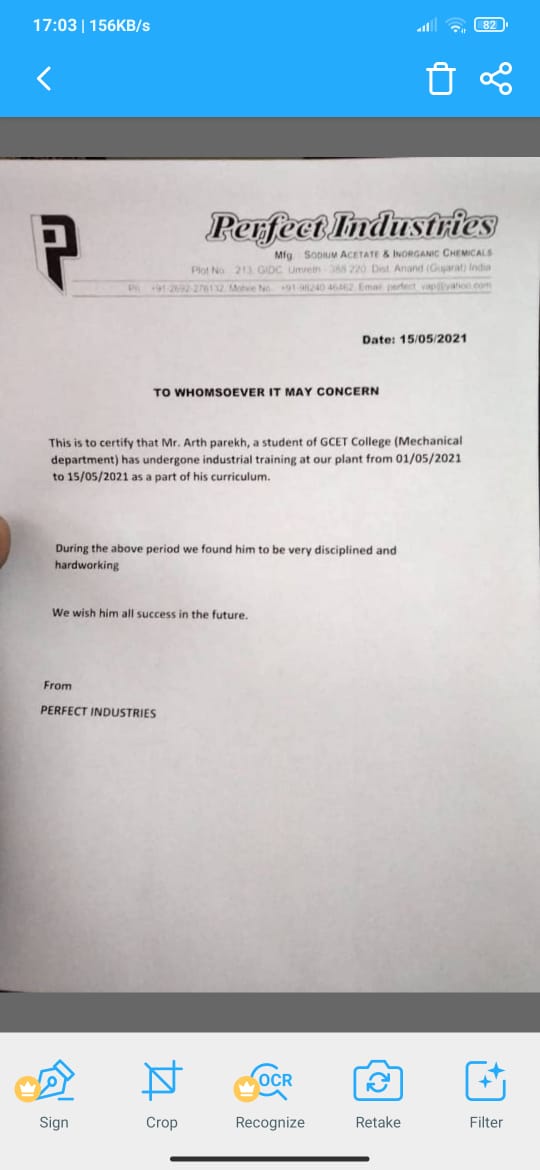 17:03 | 156KB/s
82
Perfect Industries
Mfg. SODIUM ACETATE & INORGANIC CHEMICALS
Plot No. 213, GIDC, Umreth - 388 220. Dist. Anand (Gujarat) India
Ph. +91-2692-276132, Mobile No. +91-98240 46462, Email perfect_vap@yahoo.com
Date: 15/05/2021
TO WHOMSOEVER IT MAY CONCERN
This is to certify that Mr. Arth parekh, a student of GCET College (Mechanical
department) has undergone industrial training at our plant from 01/05/2021
to 15/05/2021 as a part of his curriculum.
During the above period we found him to be very disciplined and
hardworking
We wish him all success in the future.
From
PERFECT INDUSTRIES
OCR
Sign Crop Recognize Retake Filter